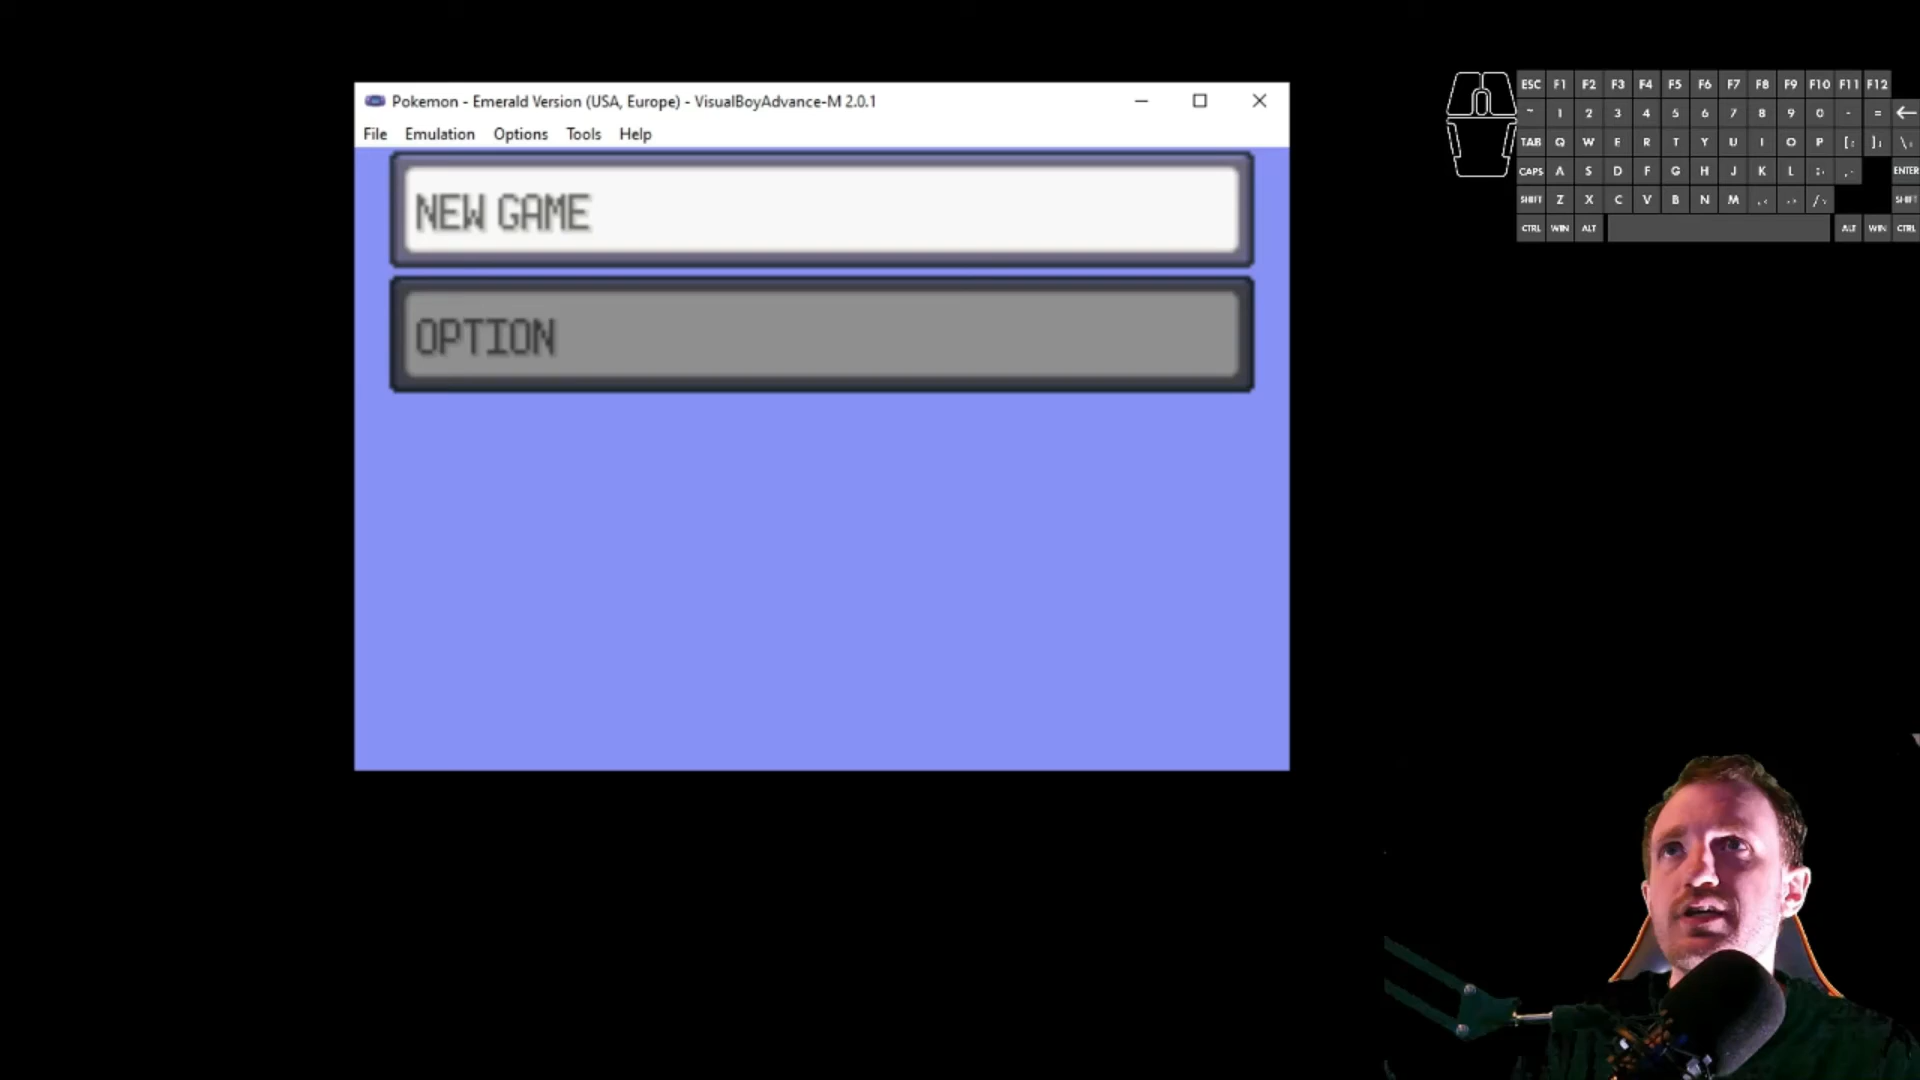 Pokemon - Emerald Version (USA, Europe) - VisualBoyAdvance-M 2.0.1
File Emulation Options Tools Help
NEW GAME
OPTION
ESC F1 F2 F3 F4 F5 F6 F7 F8 F9 F10 F11 F12
~ 1 2 3 4 5 6 7 8 9 0 - = ←
TAB Q W E R T Y U I O P
CAPS A S D F G H J K L ENTER
SHIFT Z X C V B N M SHIFT
CTRL WIN ALT ALT WIN CTRL